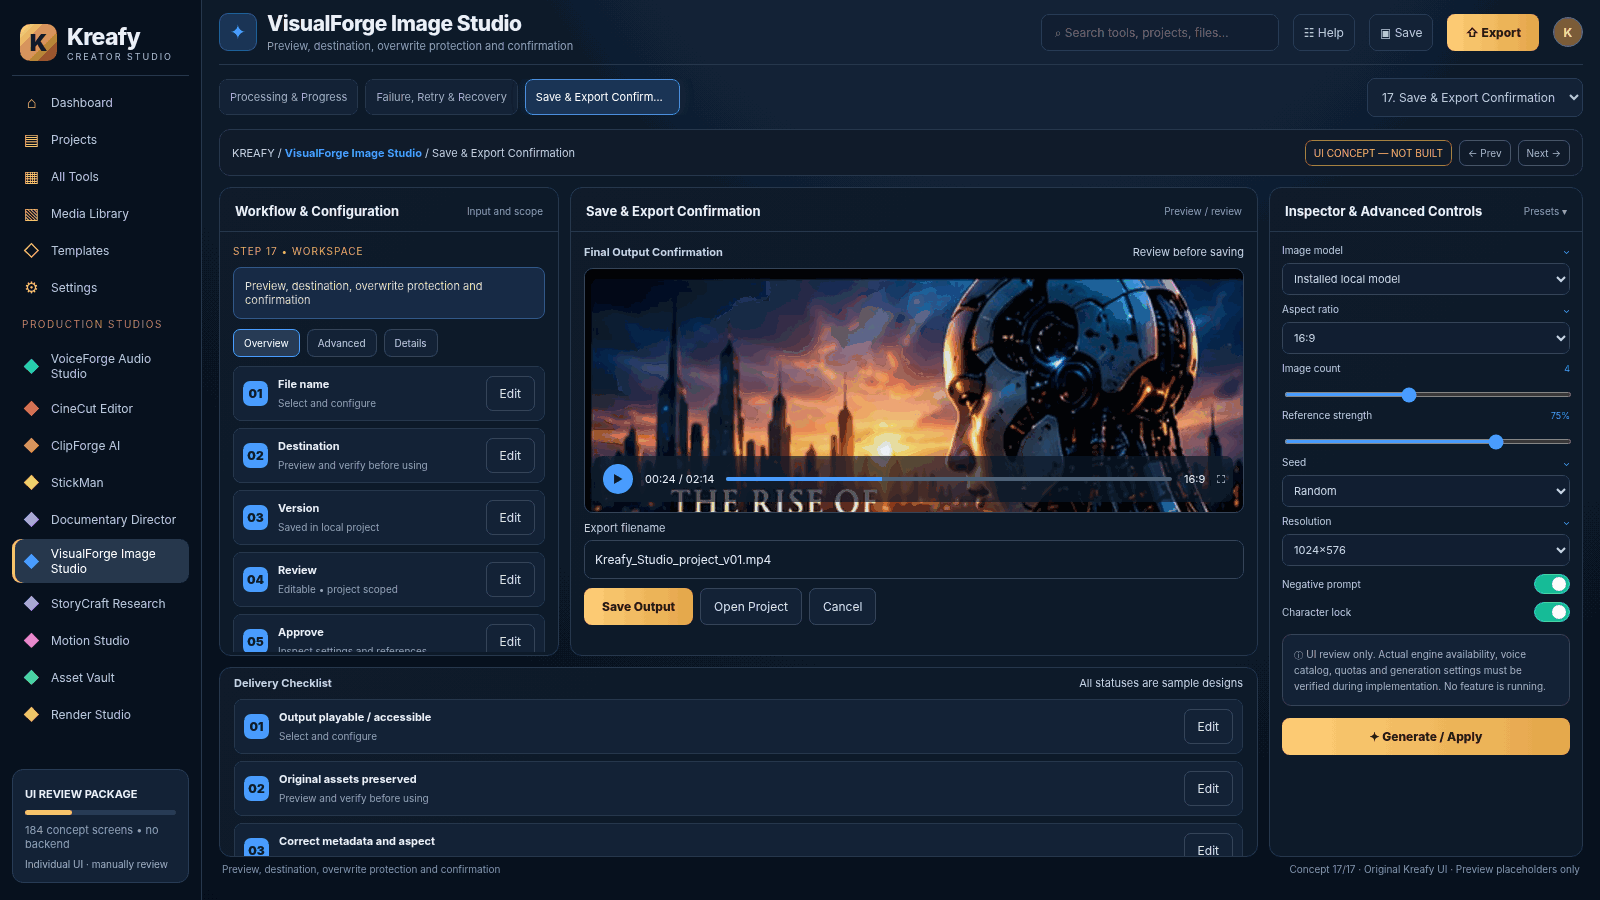 K
Kreafy
CREATOR STUDIO
Dashboard
Projects
All Tools
Media Library
Templates
Settings
PRODUCTION STUDIOS
VoiceForge Audio
Studio
CineCut Editor
ClipForge AI
StickMan
Documentary Director
VisualForge Image
Studio
StoryCraft Research
Motion Studio
Asset Vault
Render Studio
UI REVIEW PACKAGE
184 concept screens • no
backend
Individual UI · manually review
VisualForge Image Studio
Preview, destination, overwrite protection and confirmation
Search tools, projects, files...
Help
Save
Export
K
Processing & Progress
Failure, Retry & Recovery
Save & Export Confirm...
17. Save & Export Confirmation
KREAFY / VisualForge Image Studio / Save & Export Confirmation
UI CONCEPT — NOT BUILT
← Prev
Next →
Workflow & Configuration
Input and scope
STEP 17 • WORKSPACE
Preview, destination, overwrite protection and
confirmation
Overview
Advanced
Details
01
File name
Select and configure
Edit
02
Destination
Preview and verify before using
Edit
03
Version
Saved in local project
Edit
04
Review
Editable • project scoped
Edit
05
Approve
Inspect settings and references
Edit
Save & Export Confirmation
Preview / review
Final Output Confirmation
Review before saving
00:24 / 02:14
16:9
THE RISE OF
Export filename
Kreafy_Studio_project_v01.mp4
Save Output
Open Project
Cancel
Delivery Checklist
All statuses are sample designs
01
Output playable / accessible
Select and configure
Edit
02
Original assets preserved
Preview and verify before using
Edit
03
Correct metadata and aspect
Edit
Inspector & Advanced Controls
Presets ▾
Image model
Installed local model
Aspect ratio
16:9
Image count
4
Reference strength
75%
Seed
Random
Resolution
1024×576
Negative prompt
Character lock
ⓘ UI review only. Actual engine availability, voice
catalog, quotas and generation settings must be
verified during implementation. No feature is running.
✦ Generate / Apply
Preview, destination, overwrite protection and confirmation
Concept 17/17 · Original Kreafy UI · Preview placeholders only